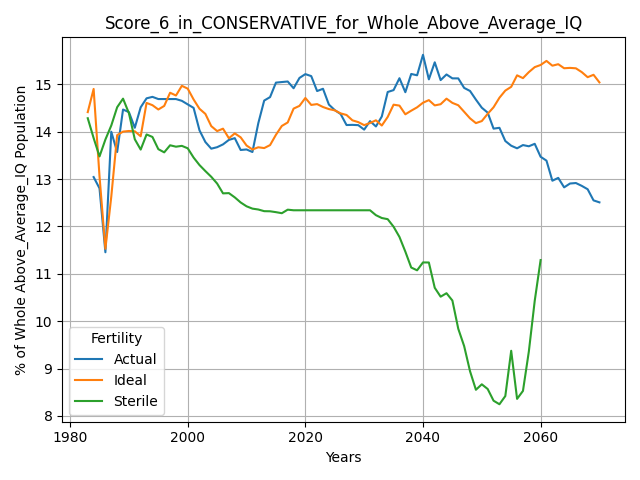 Score_6_in_CONSERVATIVE_for_Whole_Above_Average_IQ
% of Whole Above_Average_IQ Population
15
14
13
12
11
10
9
8
Fertility
Actual
Ideal
Sterile
1980 2000 2020 2040 2060
Years